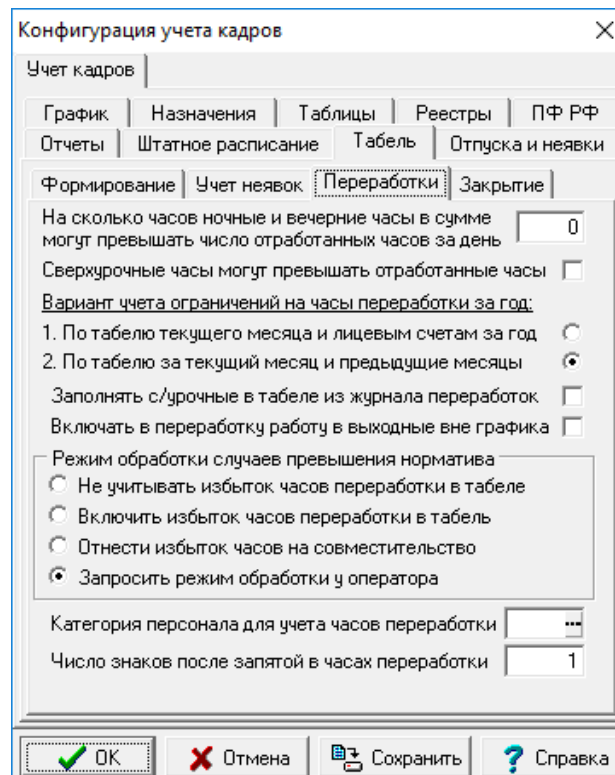 Конфигурация учета кадров
Учет кадров
График Назначения Таблицы Реестры ПФ РФ
Отчеты Штатное расписание Табель Отпуска и неявки
Формирование Учет неявок Переработки Закрытие
На сколько часов ночные и вечерние часы в сумме
могут превышать число отработанных часов за день 0
Сверхурочные часы могут превышать отработанные часы
Вариант учета ограничений на часы переработки за год:
1. По табелю текущего месяца и лицевым счетам за год
2. По табелю за текущий месяц и предыдущие месяцы
Заполнять с/урочные в табеле из журнала переработок
Включать в переработку работу в выходные вне графика
Режим обработки случаев превышения норматива
Не учитывать избыток часов переработки в табеле
Включить избыток часов переработки в табель
Отнести избыток часов на совместительство
Запросить режим обработки у оператора
Категория персонала для учета часов переработки ...
Число знаков после запятой в часах переработки 1
OK Отмена Сохранить ? Справка